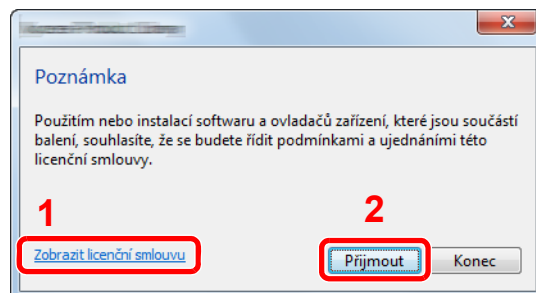 Poznámka
Použitím nebo instalací softwaru a ovladačů zařízení, které jsou součástí
balení, souhlasíte, že se budete řídit podmínkami a ujednáními této
licenční smlouvy.
1
2
Zobrazit licenční smlouvu
Přijmout
Konec